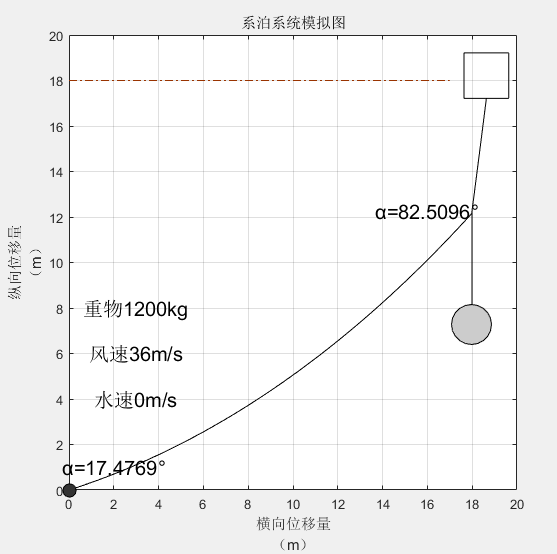 系泊系统模拟图
20
18
16
14
12
10
8
6
4
2
0
纵向位移量
（m）
α=82.5096°
重物1200kg
风速36m/s
水速0m/s
α=17.4769°
0 2 4 6 8 10 12 14 16 18 20
横向位移量
（m）